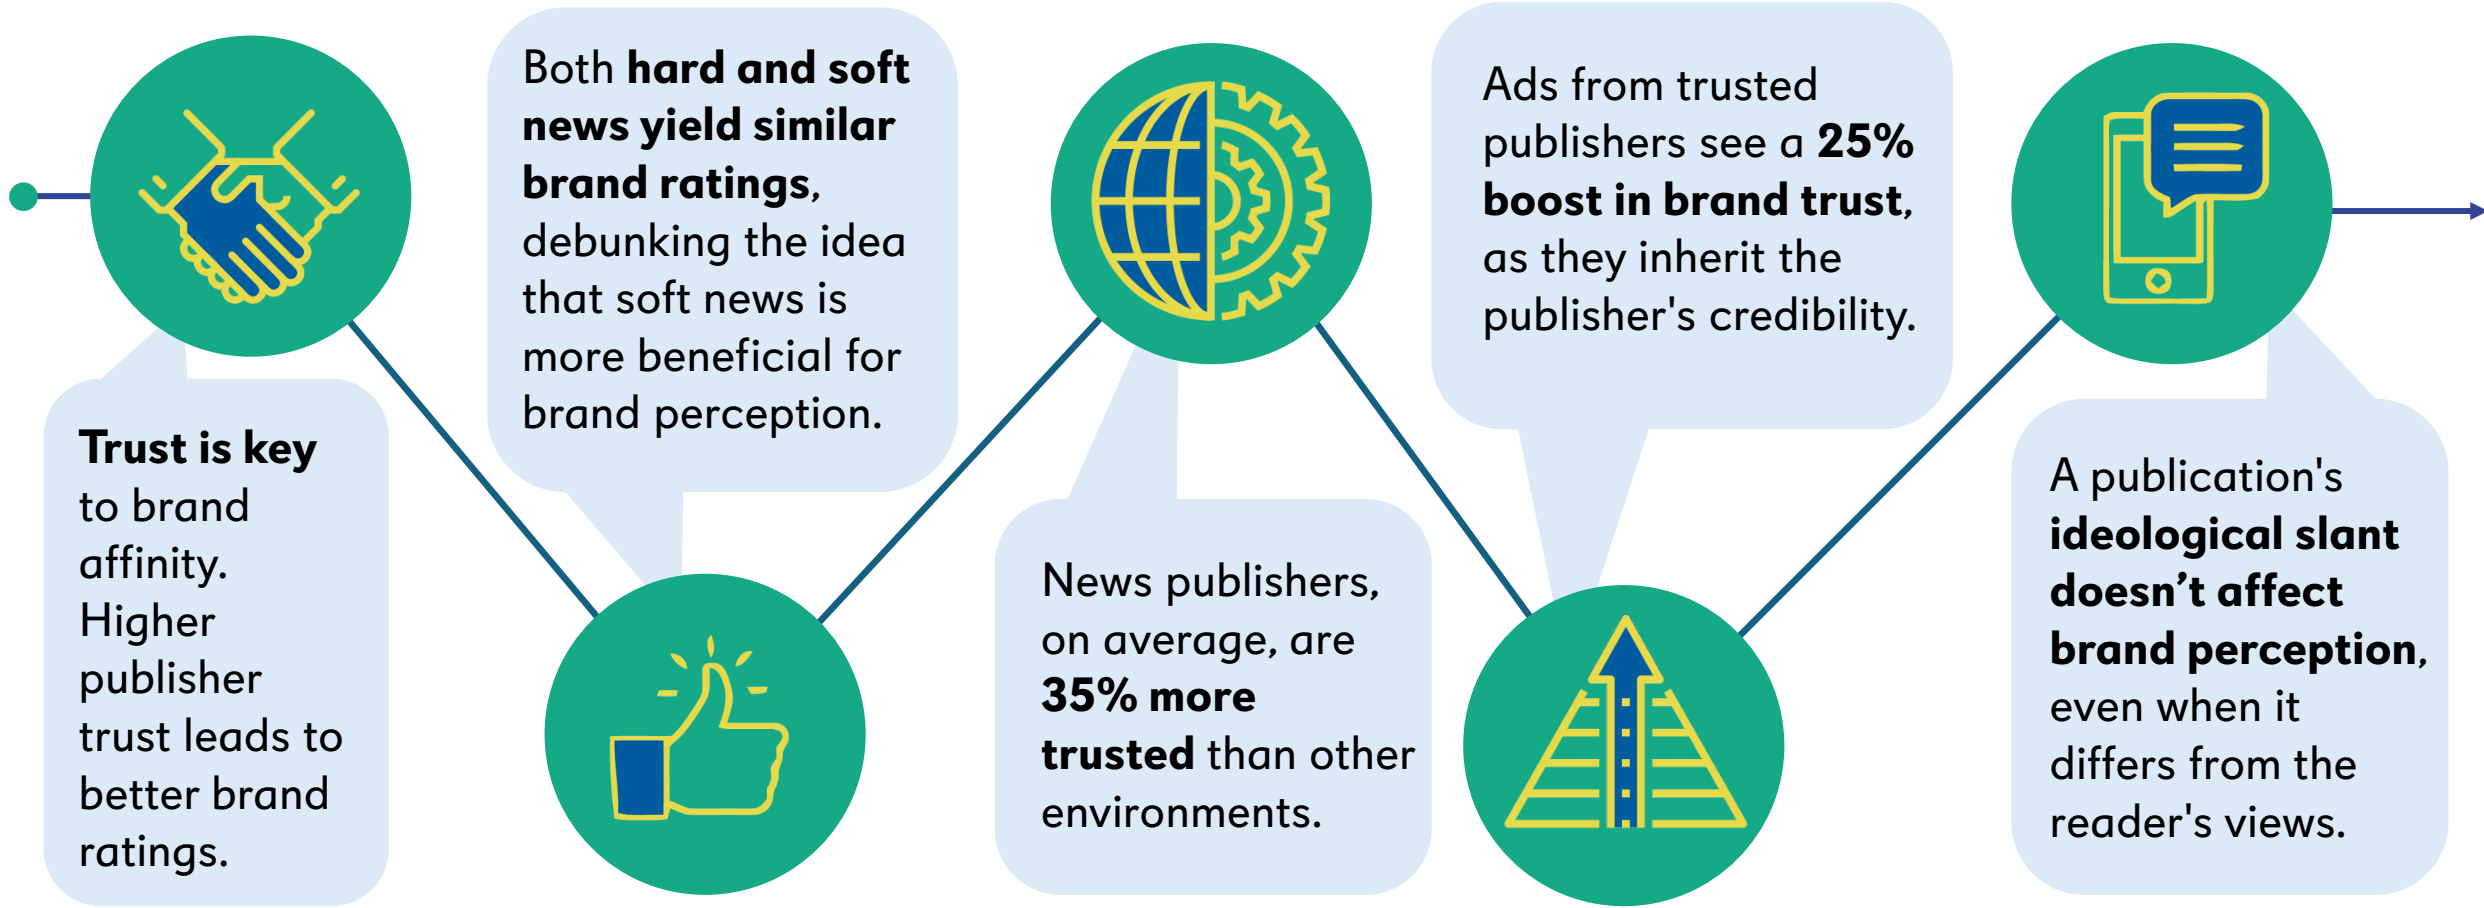 Trust is key
to brand
affinity.
Higher
publisher
trust leads to
better brand
ratings.
Both hard and soft
news yield similar
brand ratings,
debunking the idea
that soft news is
more beneficial for
brand perception.
News publishers,
on average, are
35% more
trusted than other
environments.
Ads from trusted
publishers see a 25%
boost in brand trust,
as they inherit the
publisher's credibility.
A publication's
ideological slant
doesn’t affect
brand perception,
even when it
differs from the
reader's views.